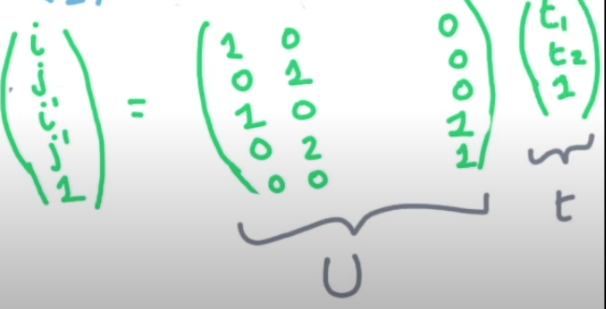 i = 1 0 0 t₁
j 0 1 0 t₂
i' 1 0 0 1
j' 0 2 1
1 0 0 1
U t